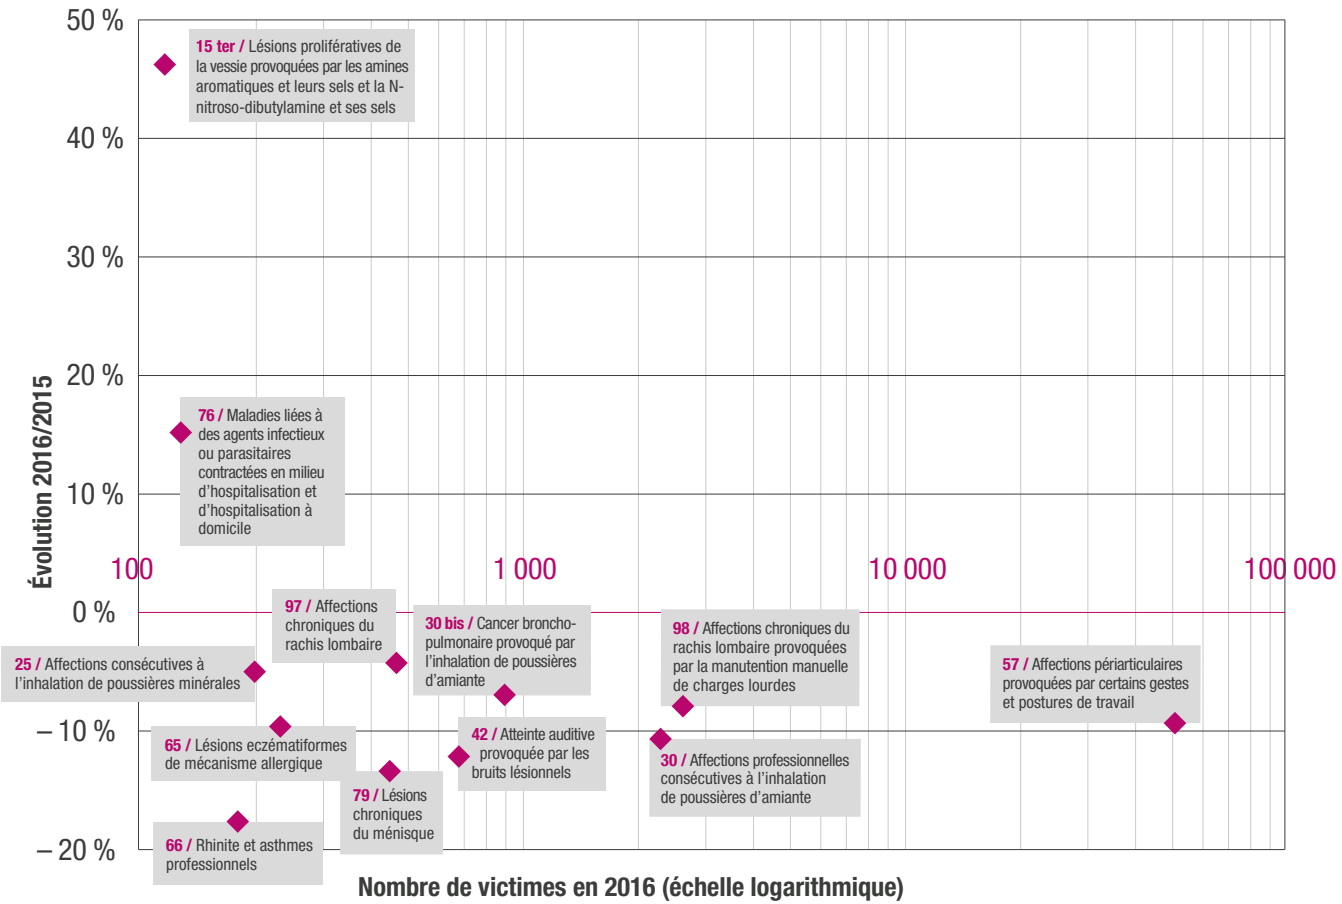 50 %
15 ter / Lésions prolifératives de
la vessie provoquées par les amines
aromatiques et leurs sels et la N-
nitroso-dibutylamine et ses sels
40 %
30 %
20 %
Évolution 2016/2015
76 / Maladies liées à
des agents infectieux
ou parasitaires
contractées en milieu
d’hospitalisation et
d’hospitalisation à
domicile
10 %
100
1 000
10 000
100 000
0 %
97 / Affections
chroniques du
rachis lombaire
30 bis / Cancer broncho-
pulmonaire provoqué par
l’inhalation de poussières
d’amiante
98 / Affections chroniques du
rachis lombaire provoquées
par la manutention manuelle
de charges lourdes
57 / Affections périarticulaires
provoquées par certains gestes
et postures de travail
25 / Affections consécutives à
l’inhalation de poussières minérales
– 10 %
65 / Lésions eczématiformes
de mécanisme allergique
42 / Atteinte auditive
provoquée par les
bruits lésionnels
30 / Affections professionnelles
consécutives à l’inhalation
de poussières d’amiante
79 / Lésions
chroniques
du ménisque
66 / Rhinite et asthmes
professionnels
– 20 %
Nombre de victimes en 2016 (échelle logarithmique)